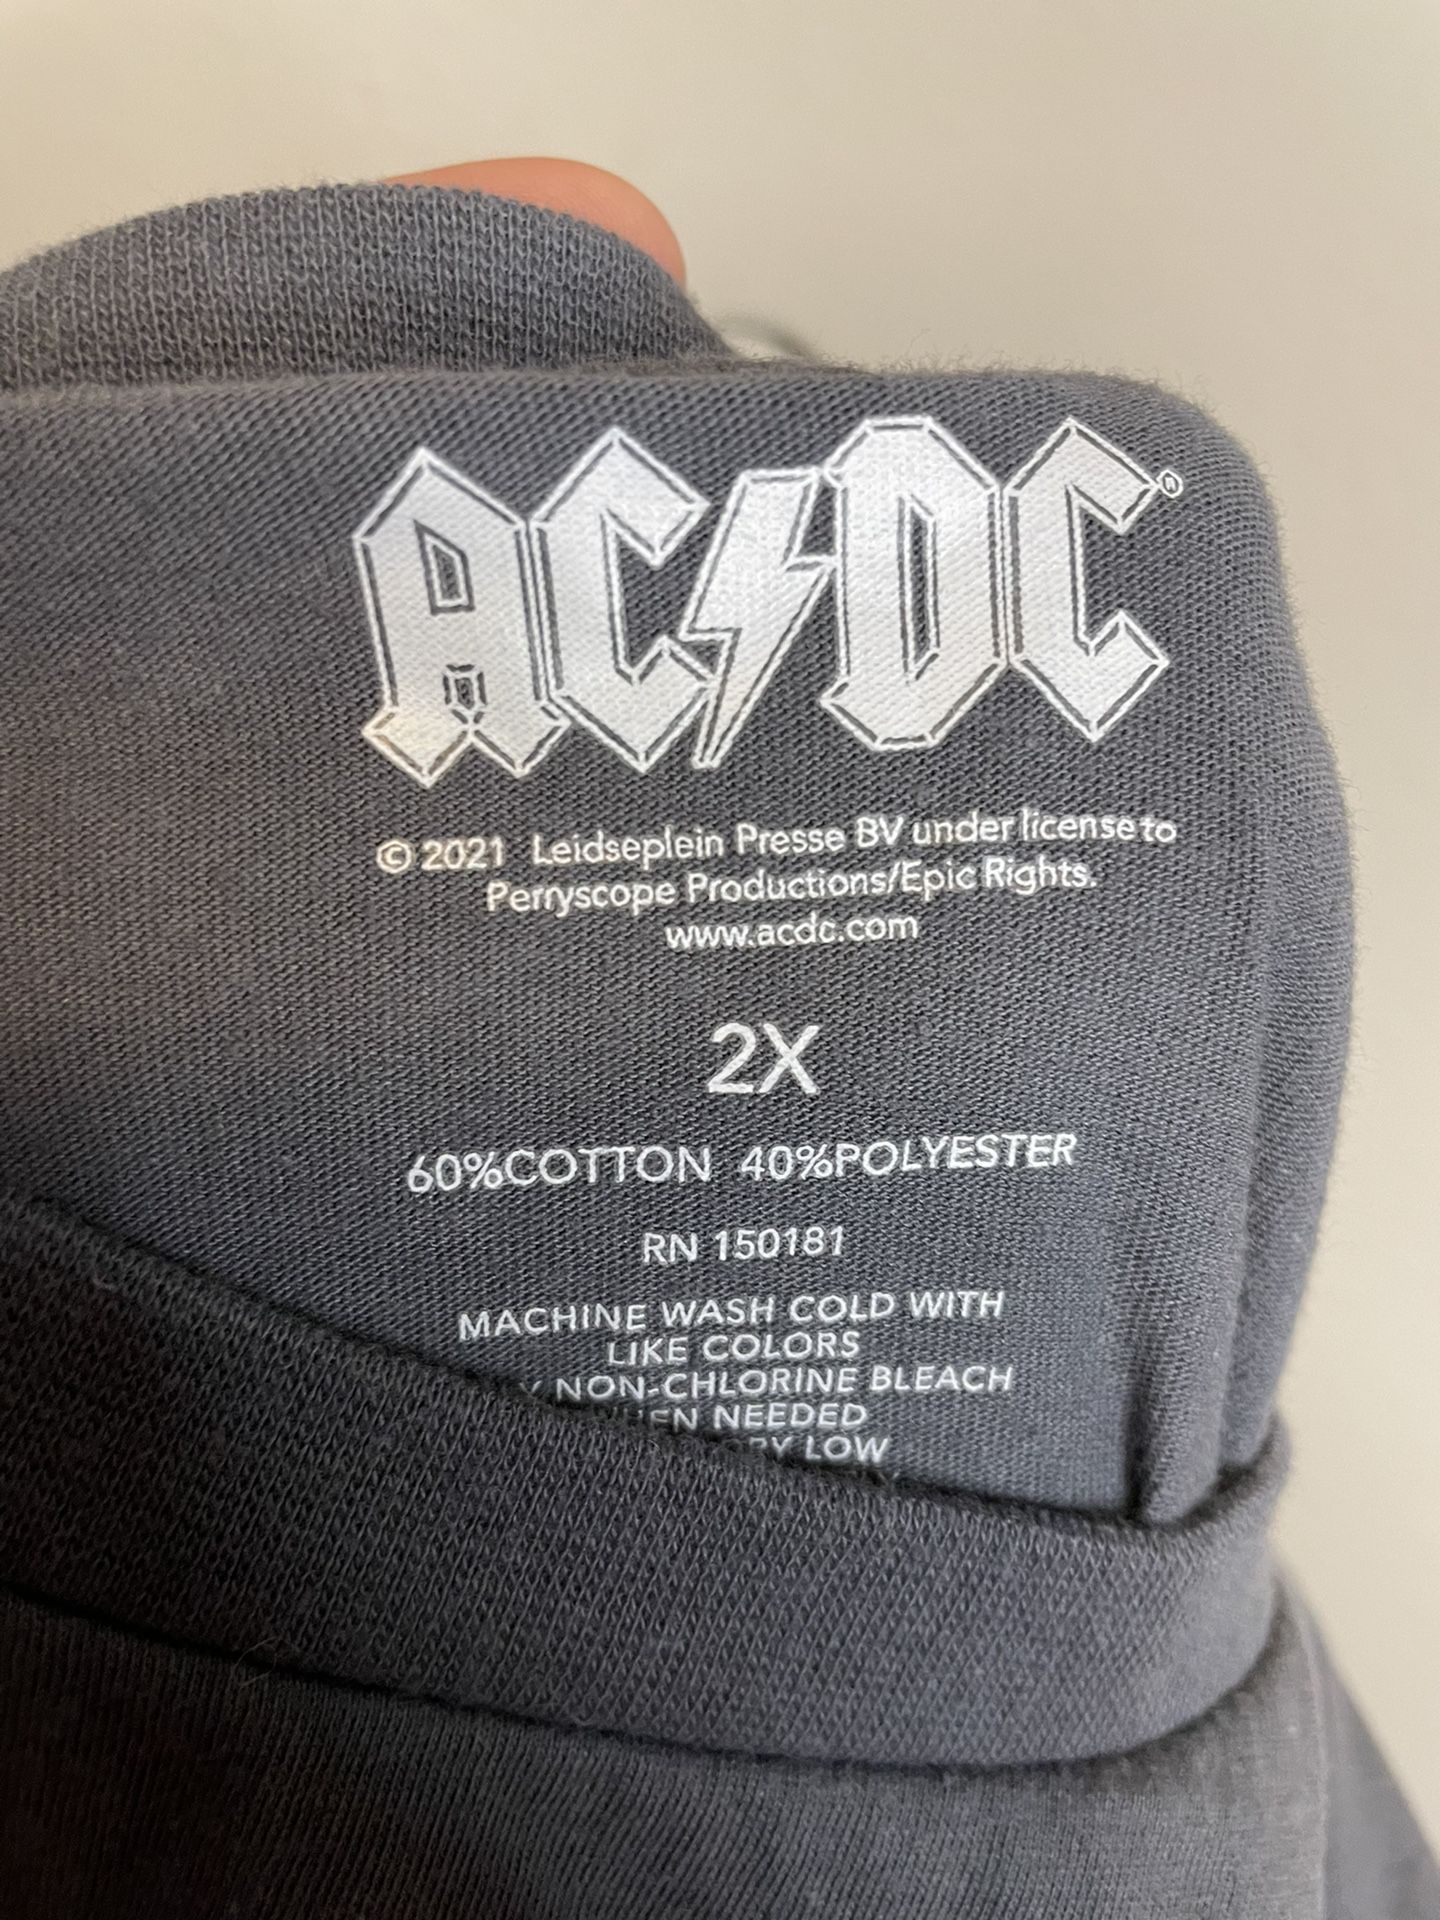 AC/DC®
© 2021 Leidseplein Presse BV under license to
Perryscope Productions/Epic Rights.
www.acdc.com
2X
60%COTTON 40%POLYESTER
RN 150181
MACHINE WASH COLD WITH
LIKE COLORS
NON-CHLORINE BLEACH
NEEDED
LOW